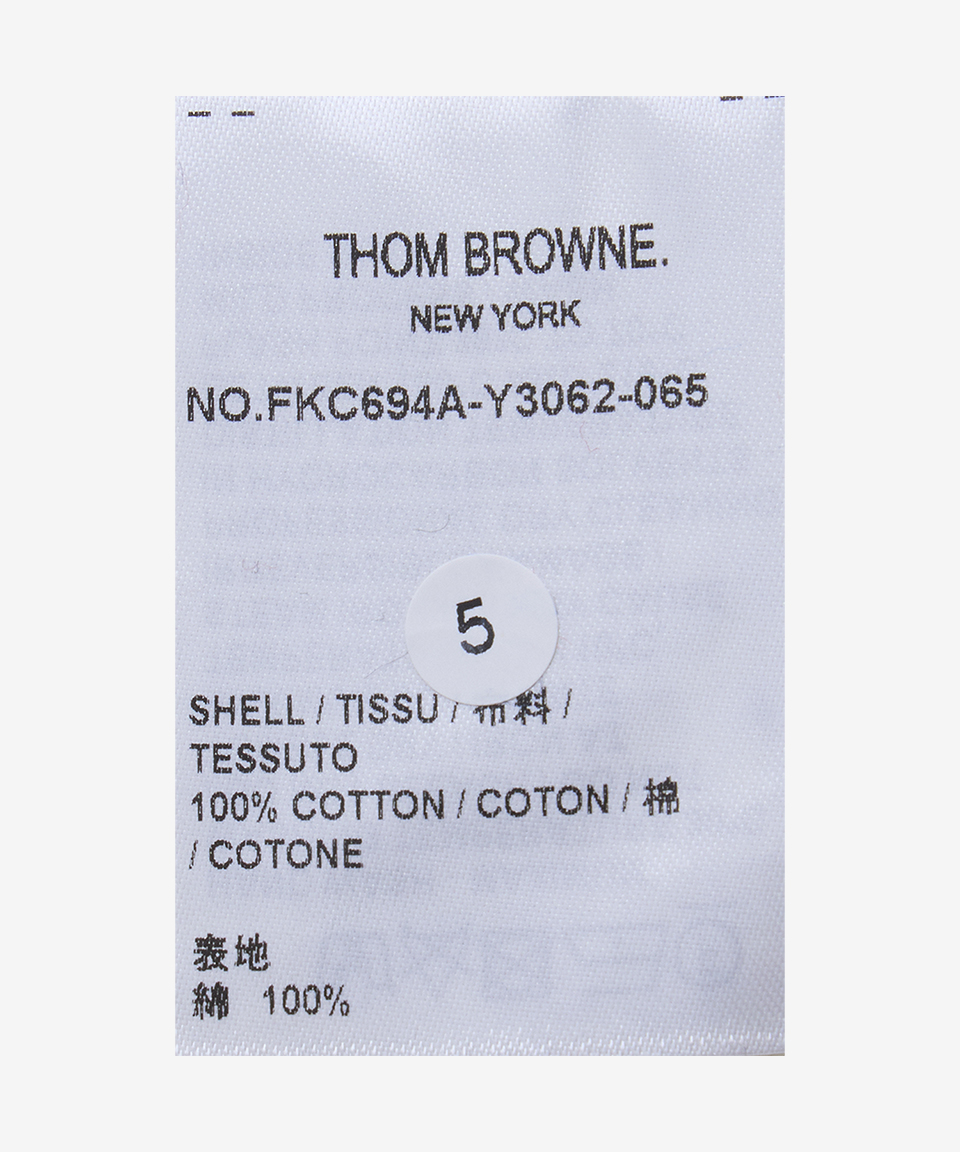 THOM BROWNE.
NEW YORK
NO.FKC694A-Y3062-065
5
SHELL / TISSU / 布料 /
TESSUTO
100% COTTON / COTON / 棉
/ COTONE
表地
綿 100%